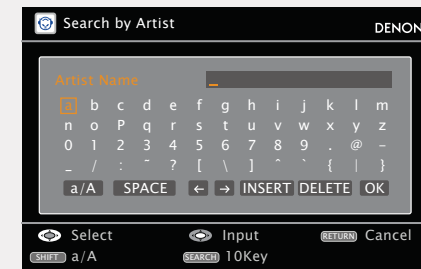 Search by Artist DENON
Artist Name _
a b c d e f g h i j k l m
n o P q r s t u v w x y z
0 1 2 3 4 5 6 7 8 9 . @ –
_ / : ~ ? [ \ ] ^ ` { | }
a/A SPACE ← → INSERT DELETE OK
Select Input RETURN Cancel
SHIFT a/A SEARCH 10Key